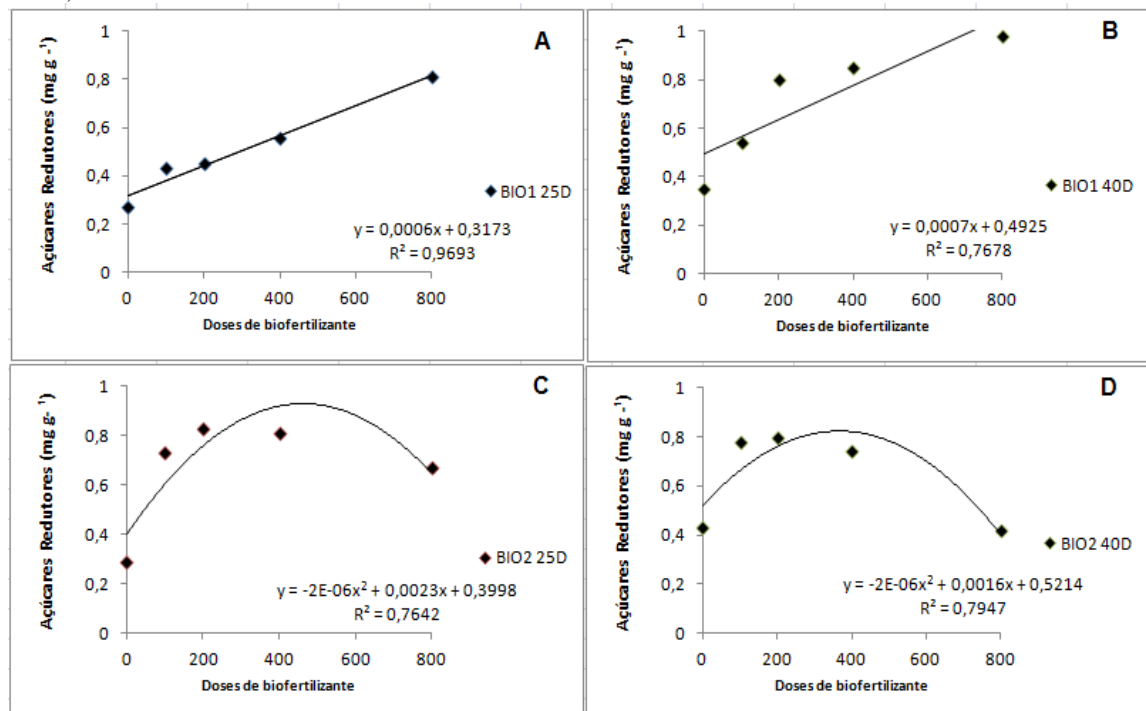 A
Açúcares Redutores (mg g -¹)
1
0,8
0,6
0,4
0,2
0
0 200 400 600 800
Doses de biofertilizante
BIO1 25D
y = 0,0006x + 0,3173
R² = 0,9693
B
Açúcares Redutores (mg g -¹)
1
0,8
0,6
0,4
0,2
0
0 200 400 600 800
Doses de biofertilizante
BIO1 40D
y = 0,0007x + 0,4925
R² = 0,7678
C
Açúcares Redutores (mg g- ¹)
1
0,8
0,6
0,4
0,2
0
0 200 400 600 800
Doses de biofertilizante
BIO2 25D
y = -2E-06x² + 0,0023x + 0,3998
R² = 0,7642
D
Açúcares Redutores (mg g -¹)
1
0,8
0,6
0,4
0,2
0
0 200 400 600 800
Doses de biofertilizante
BIO2 40D
y = -2E-06x² + 0,0016x + 0,5214
R² = 0,7947